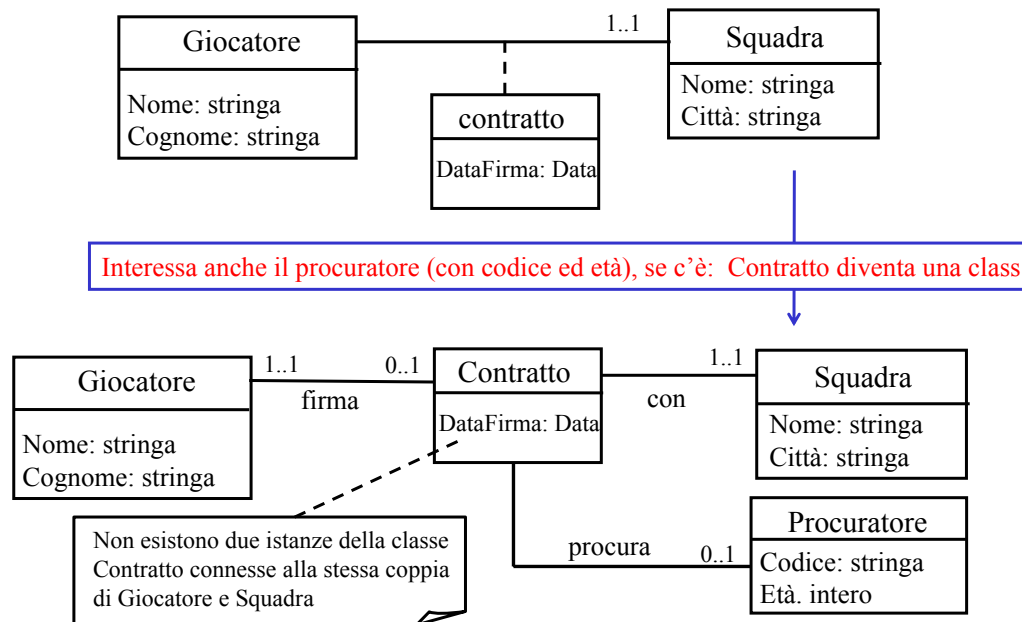 Giocatore
Nome: stringa
Cognome: stringa
1..1
Squadra
Nome: stringa
Città: stringa
contratto
DataFirma: Data
Interessa anche il procuratore (con codice ed età), se c'è: Contratto diventa una class
Giocatore
Nome: stringa
Cognome: stringa
1..1
0..1
firma
Contratto
DataFirma: Data
1..1
con
Squadra
Nome: stringa
Città: stringa
Non esistono due istanze della classe
Contratto connesse alla stessa coppia
di Giocatore e Squadra
procura
0..1
Procuratore
Codice: stringa
Età. intero